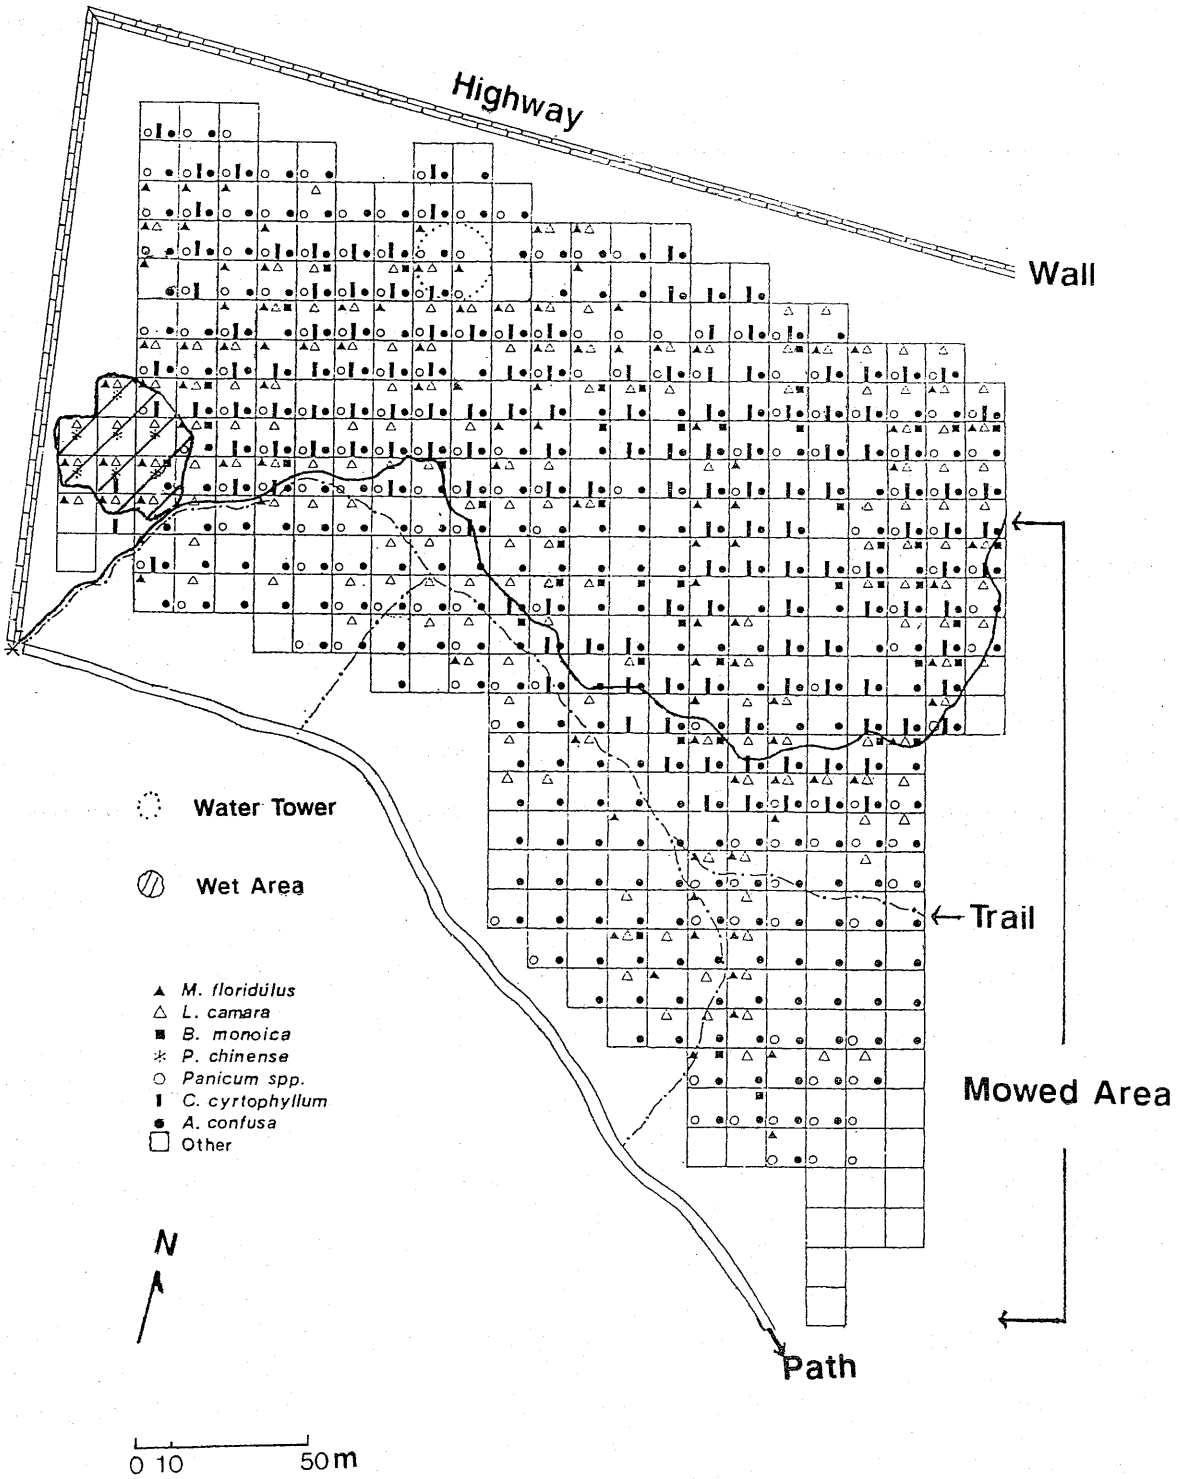 Highway
Wall
Water Tower
Wet Area
Trail
M. floridulus
L. camara
B. monoica
P. chinense
Panicum spp.
C. cyrtophyllum
A. confusa
Other
Mowed Area
N
Path
0 10 50 m